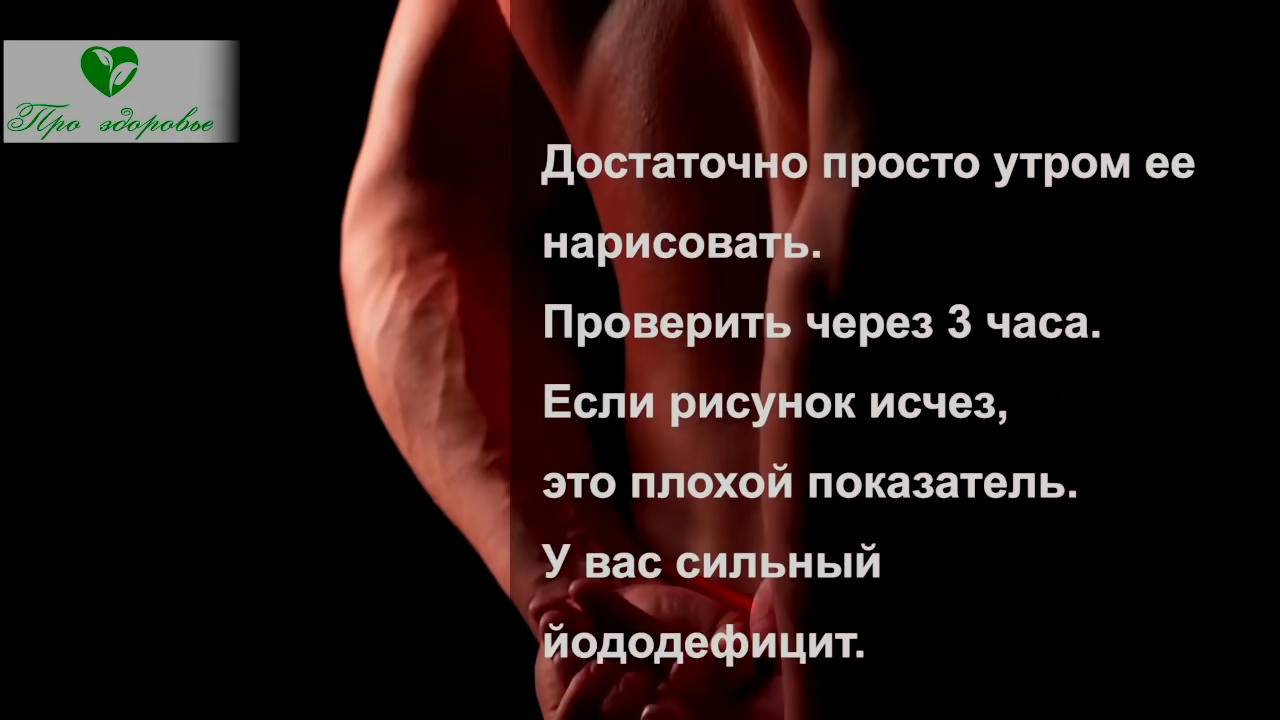 Про здоровье
Достаточно просто утром ее
нарисовать.
Проверить через 3 часа.
Если рисунок исчез,
это плохой показатель.
У вас сильный
йододефицит.